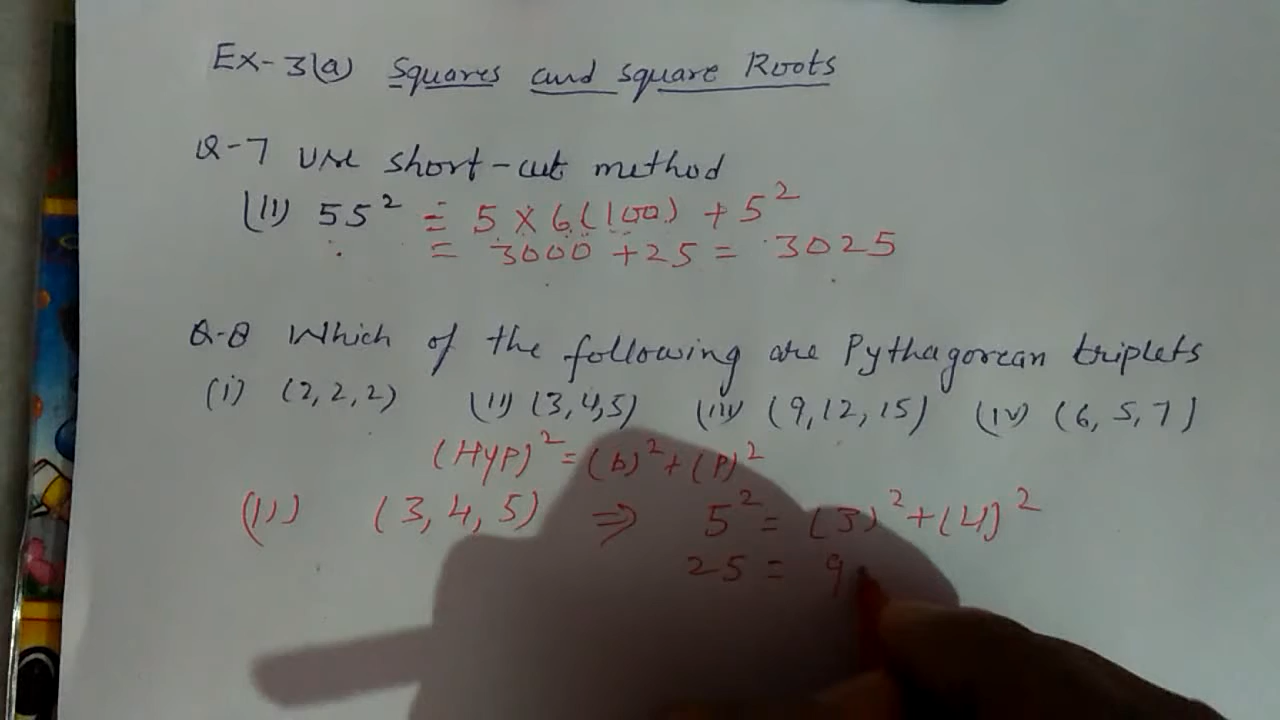 Ex-3(a) Squares and square Roots
Q-7 Use short-cut method
(II) 55² = 5 × 6(100) + 5²
= 3000 + 25 = 3025
Q-8 Which of the following are Pythagorean triplets
(i) (2, 2, 2) (II) (3, 4, 5) (III) (9, 12, 15) (IV) (6, 5, 7)
(Hyp)² = (b)² + (P)²
(II) (3, 4, 5) ⇒ 5² = (3)² + (4)²
25 = 9